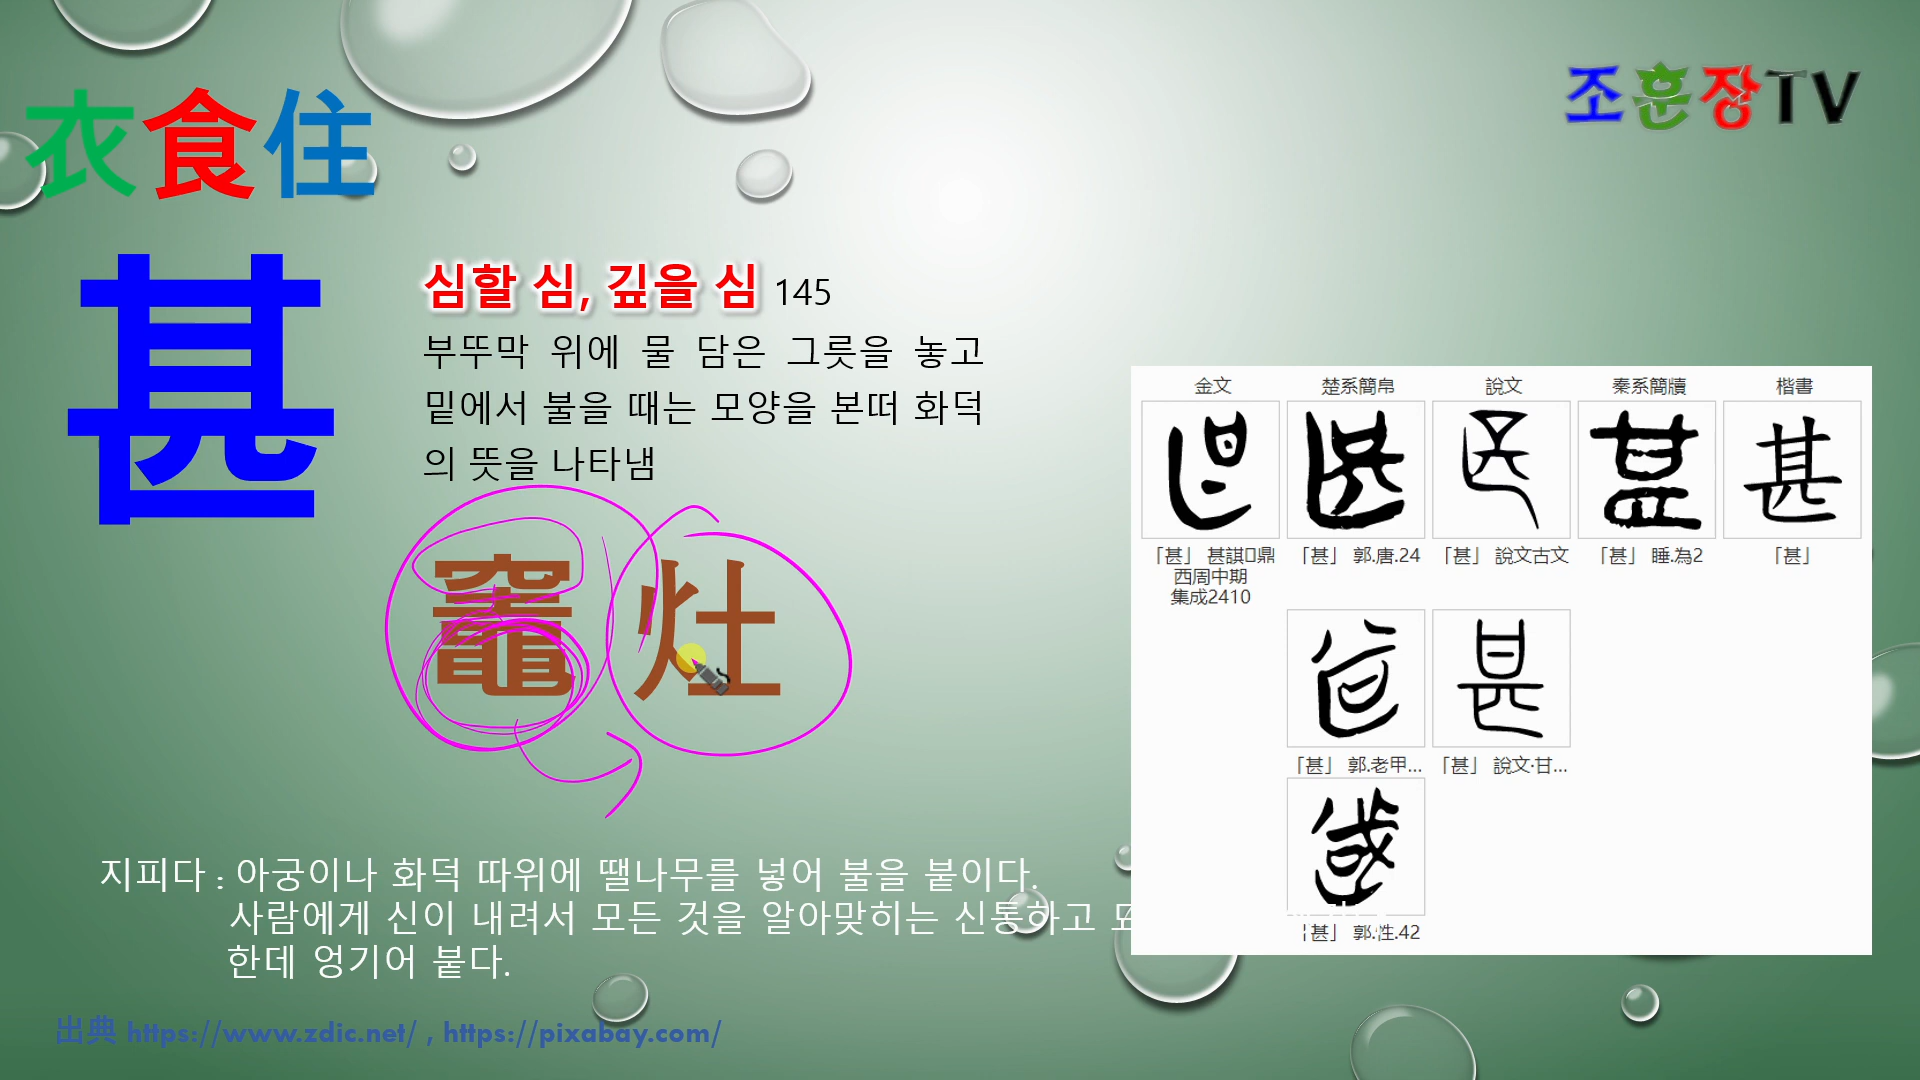 衣食住
조훈장TV
甚
심할 심, 깊을 심 145
부뚜막 위에 물 담은 그릇을 놓고
밑에서 불을 때는 모양을 본떠 화덕
의 뜻을 나타냄
竈 灶
金文 楚系簡帛 說文 秦系簡牘 楷書
「甚」 甚諆鼎
西周中期
集成2410
「甚」 郭.唐.24
「甚」 說文古文
「甚」 睡.為2
「甚」
「甚」 郭.老甲...
「甚」 說文·甘...
甚」 郭.性.42
지피다 : 아궁이나 화덕 따위에 땔나무를 넣어 불을 붙이다.
사람에게 신이 내려서 모든 것을 알아맞히는 신통하고
한데 엉기어 붙다.
出典 https://www.zdic.net/ , https://pixabay.com/